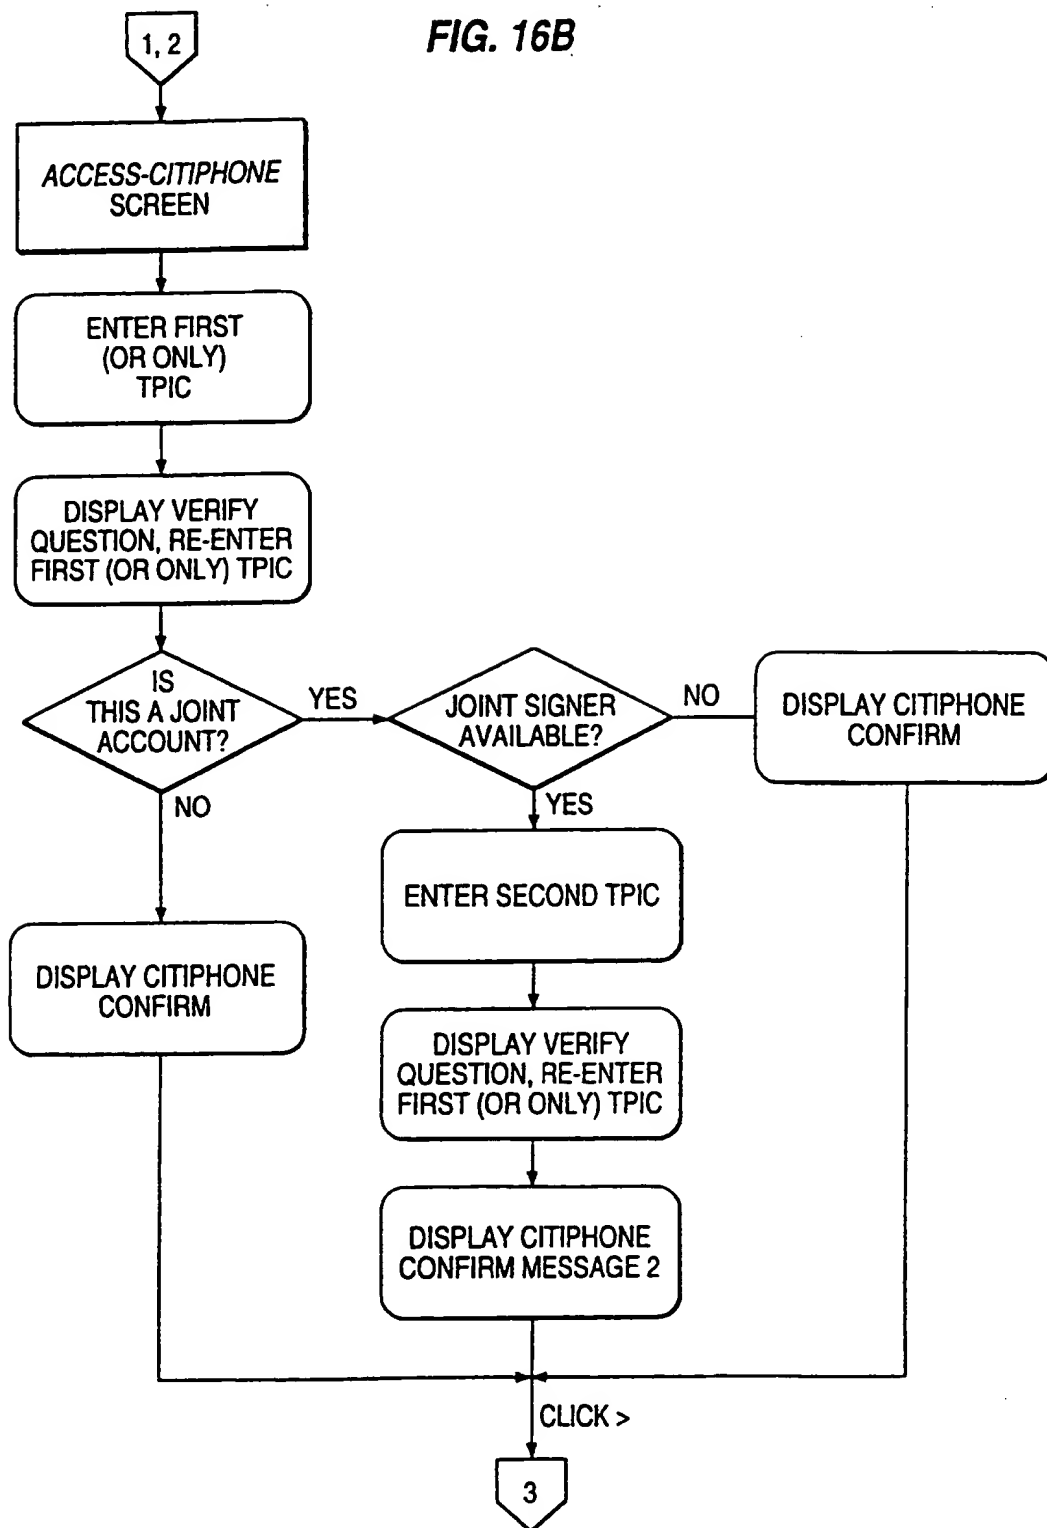 FIG. 16B
1, 2
ACCESS-CITIPHONE
SCREEN
ENTER FIRST
(OR ONLY)
TPIC
DISPLAY VERIFY
QUESTION, RE-ENTER
FIRST (OR ONLY) TPIC
IS
THIS A JOINT
ACCOUNT?
YES
JOINT SIGNER
AVAILABLE?
NO
DISPLAY CITIPHONE
CONFIRM
NO
YES
ENTER SECOND TPIC
DISPLAY CITIPHONE
CONFIRM
DISPLAY VERIFY
QUESTION, RE-ENTER
FIRST (OR ONLY) TPIC
DISPLAY CITIPHONE
CONFIRM MESSAGE 2
CLICK >
3